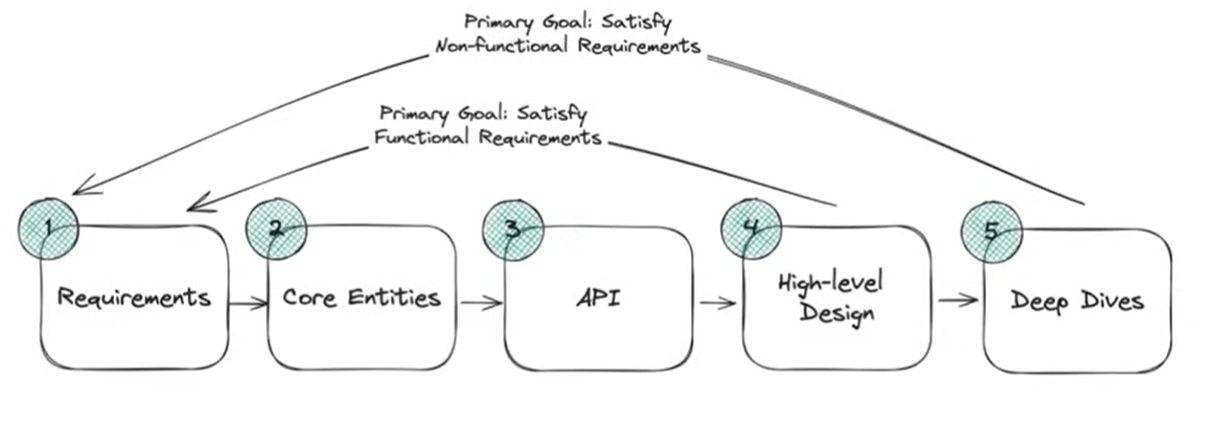 Primary Goal: Satisfy
Non-functional Requirements
Primary Goal: Satisfy
Functional Requirements
1
2
3
4
5
Requirements
Core Entities
API
High-level
Design
Deep Dives